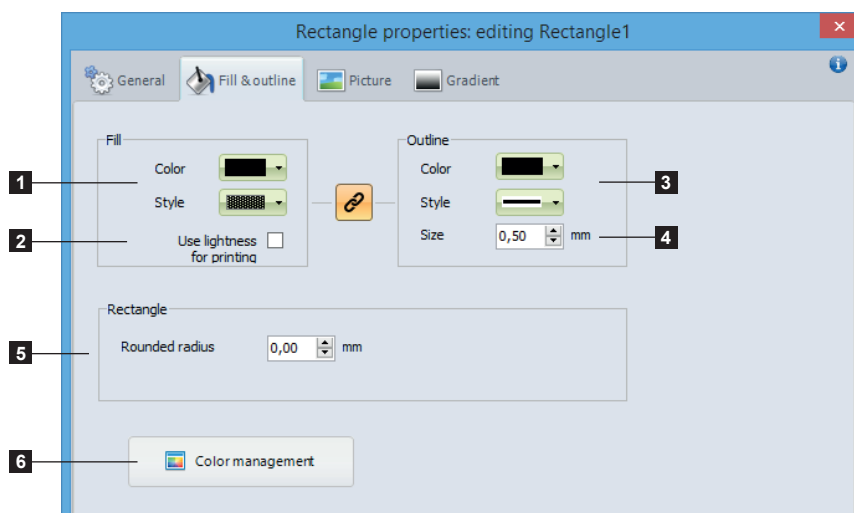 Rectangle properties: editing Rectangle1
General Fill & outline Picture Gradient
Fill
Outline
1 Color Color 3
Style Style
2 Use lightness Size 0,50 mm 4
for printing
Rectangle
5 Rounded radius 0,00 mm
6 Color management